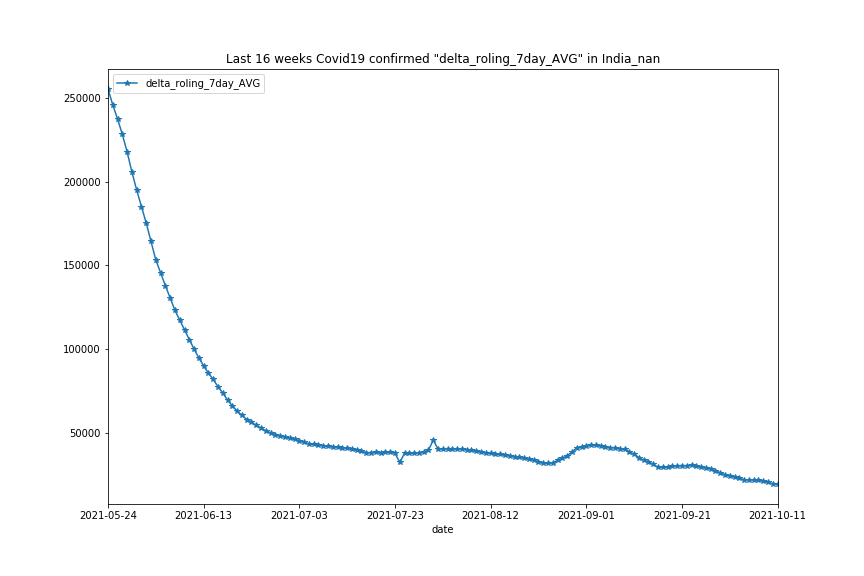 Last 16 weeks Covid19 confirmed "delta_roling_7day_AVG" in India_nan
delta_roling_7day_AVG
250000
200000
150000
100000
50000
2021-05-24 2021-06-13 2021-07-03 2021-07-23 2021-08-12 2021-09-01 2021-09-21 2021-10-11
date